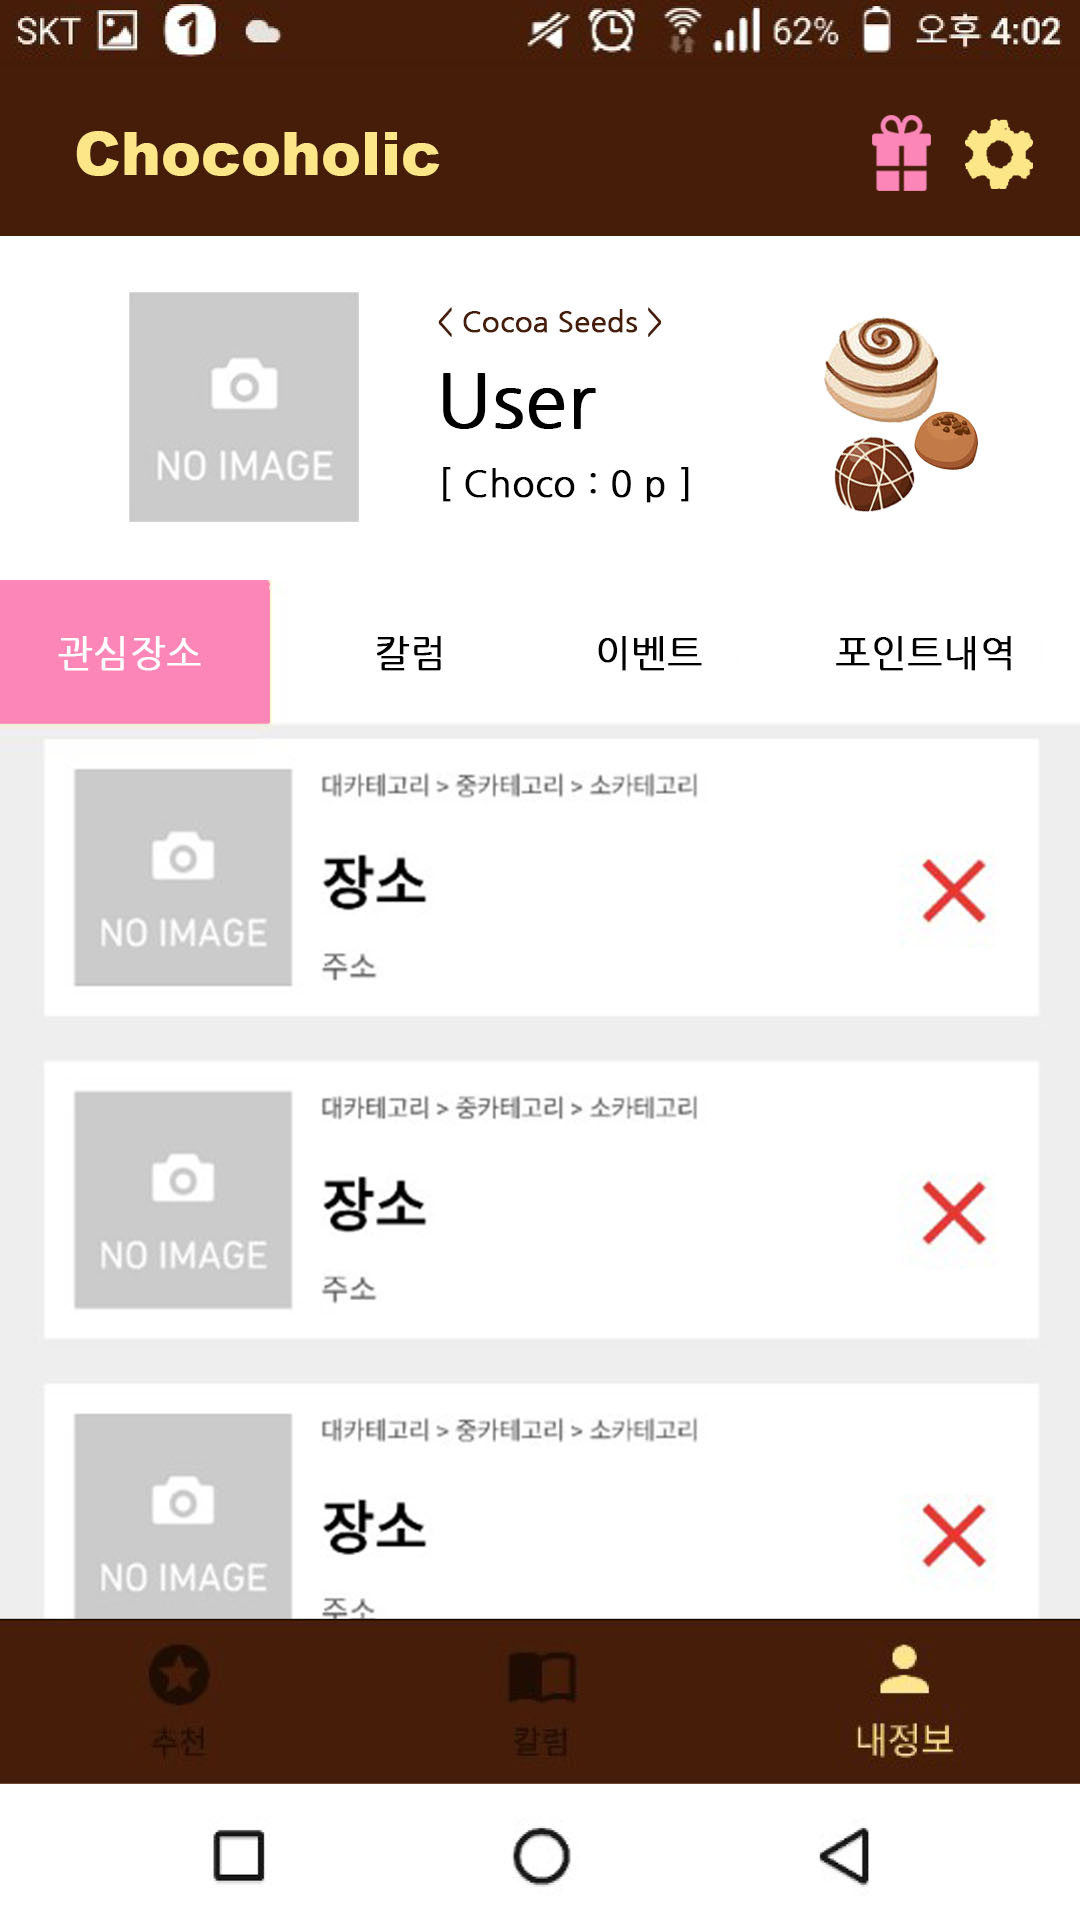 SKT 1 62% 오후 4:02
Chocoholic
< Cocoa Seeds >
User
[ Choco : 0 p ]
NO IMAGE
관심장소 칼럼 이벤트 포인트내역
대카테고리 > 중카테고리 > 소카테고리
장소
주소
NO IMAGE
대카테고리 > 중카테고리 > 소카테고리
장소
주소
NO IMAGE
대카테고리 > 중카테고리 > 소카테고리
장소
주소
NO IMAGE
추천 칼럼 내정보